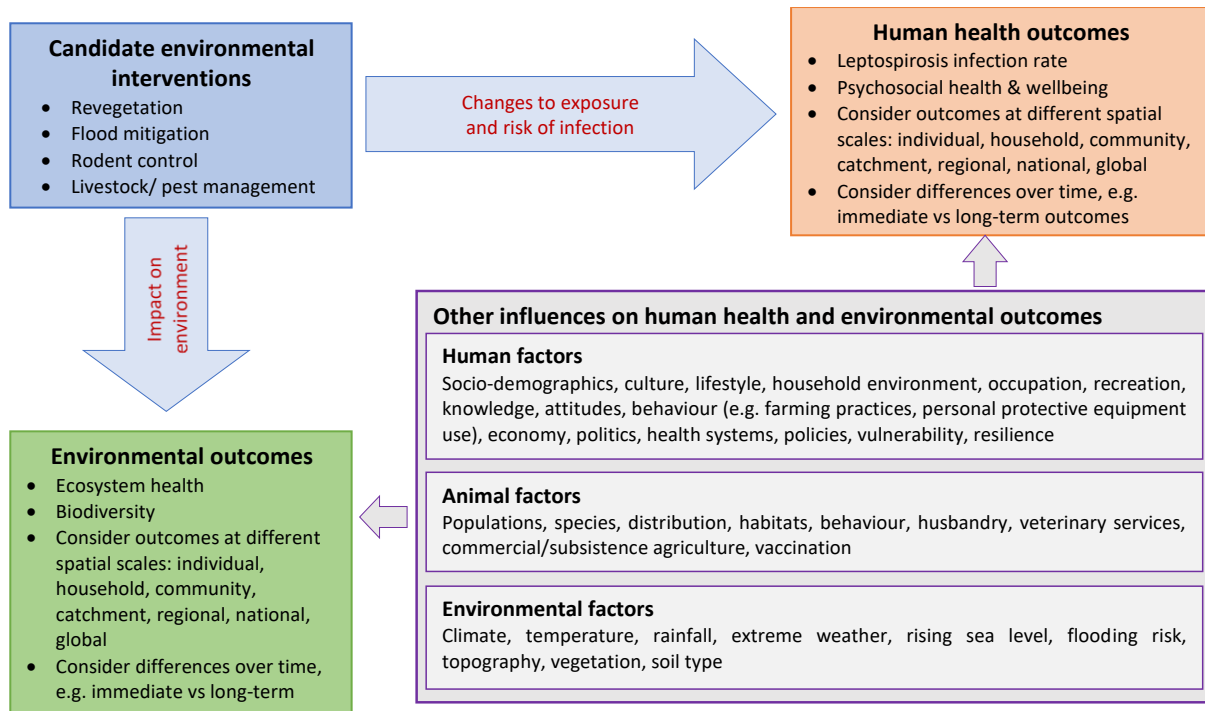 Candidate environmental
interventions
• Revegetation
• Flood mitigation
• Rodent control
• Livestock/ pest management
Changes to exposure
and risk of infection
Human health outcomes
• Leptospirosis infection rate
• Psychosocial health & wellbeing
• Consider outcomes at different spatial
scales: individual, household, community,
catchment, regional, national, global
• Consider differences over time, e.g.
immediate vs long-term outcomes
Impact on
environment
Environmental outcomes
• Ecosystem health
• Biodiversity
• Consider outcomes at different
spatial scales: individual,
household, community,
catchment, regional, national,
global
• Consider differences over time,
e.g. immediate vs long-term
Other influences on human health and environmental outcomes
Human factors
Socio-demographics, culture, lifestyle, household environment, occupation, recreation,
knowledge, attitudes, behaviour (e.g. farming practices, personal protective equipment
use), economy, politics, health systems, policies, vulnerability, resilience
Animal factors
Populations, species, distribution, habitats, behaviour, husbandry, veterinary services,
commercial/subsistence agriculture, vaccination
Environmental factors
Climate, temperature, rainfall, extreme weather, rising sea level, flooding risk,
topography, vegetation, soil type